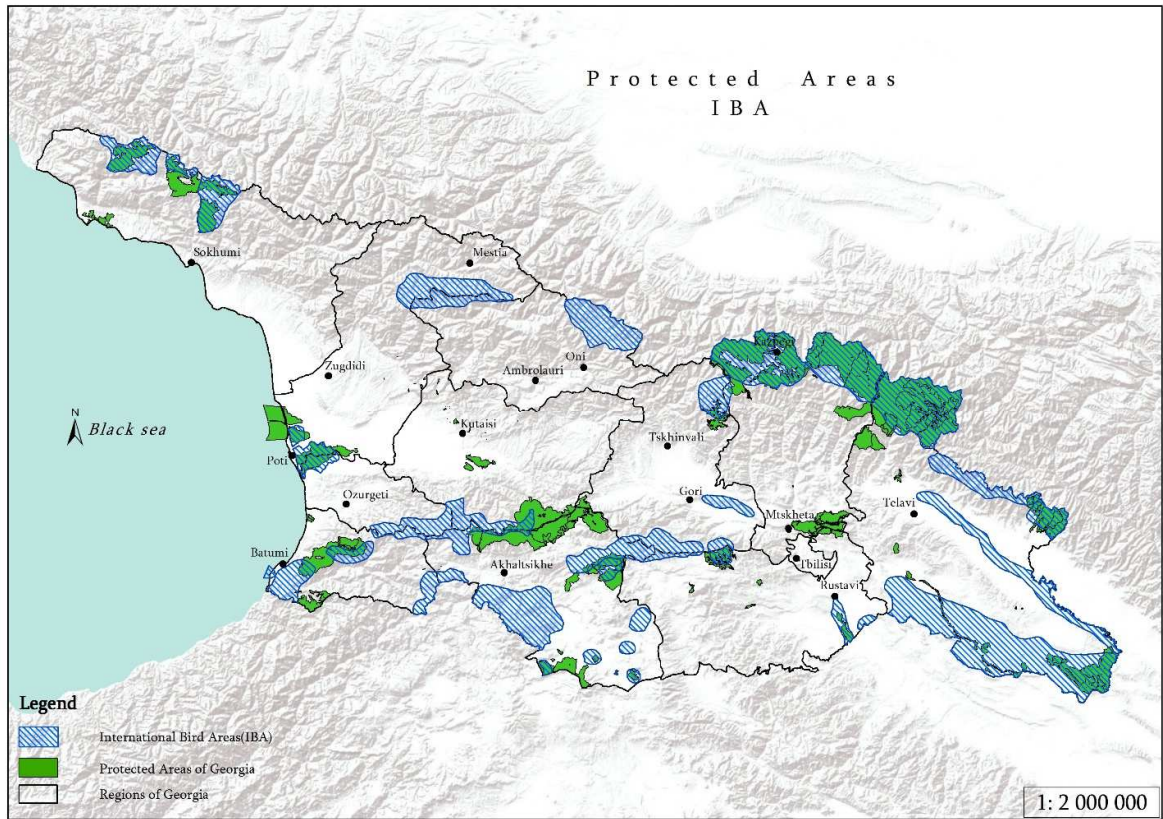 Protected Areas
IBA
Mestia
Sokhumi
Kazbegi
Oni
Zugdidi
Ambrolauri
Kutaisi
Tskhinvali
N
Black sea
Poti
Ozurgeti
Gori
Telavi
Mtskheta
Batumi
Akhaltsikhe
Tbilisi
Rustavi
Legend
International Bird Areas(IBA)
Protected Areas of Georgia
Regions of Georgia
1: 2 000 000